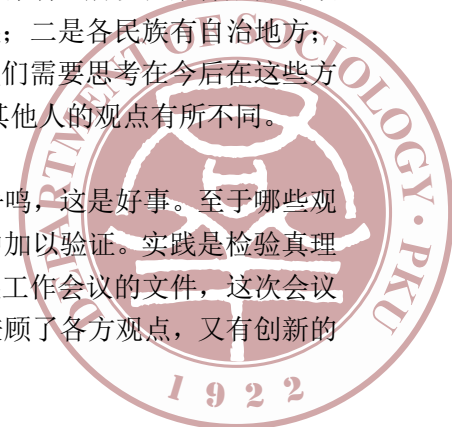 ；二是各民族有自治地方；
们需要思考在今后在这些方
其他人的观点有所不同。
鸣，这是好事。至于哪些观
加以验证。实践是检验真理
工作会议的文件，这次会议
顾了各方观点，又有创新的
DEPARTMENT OF SOCIOLOGY · PKU
1922